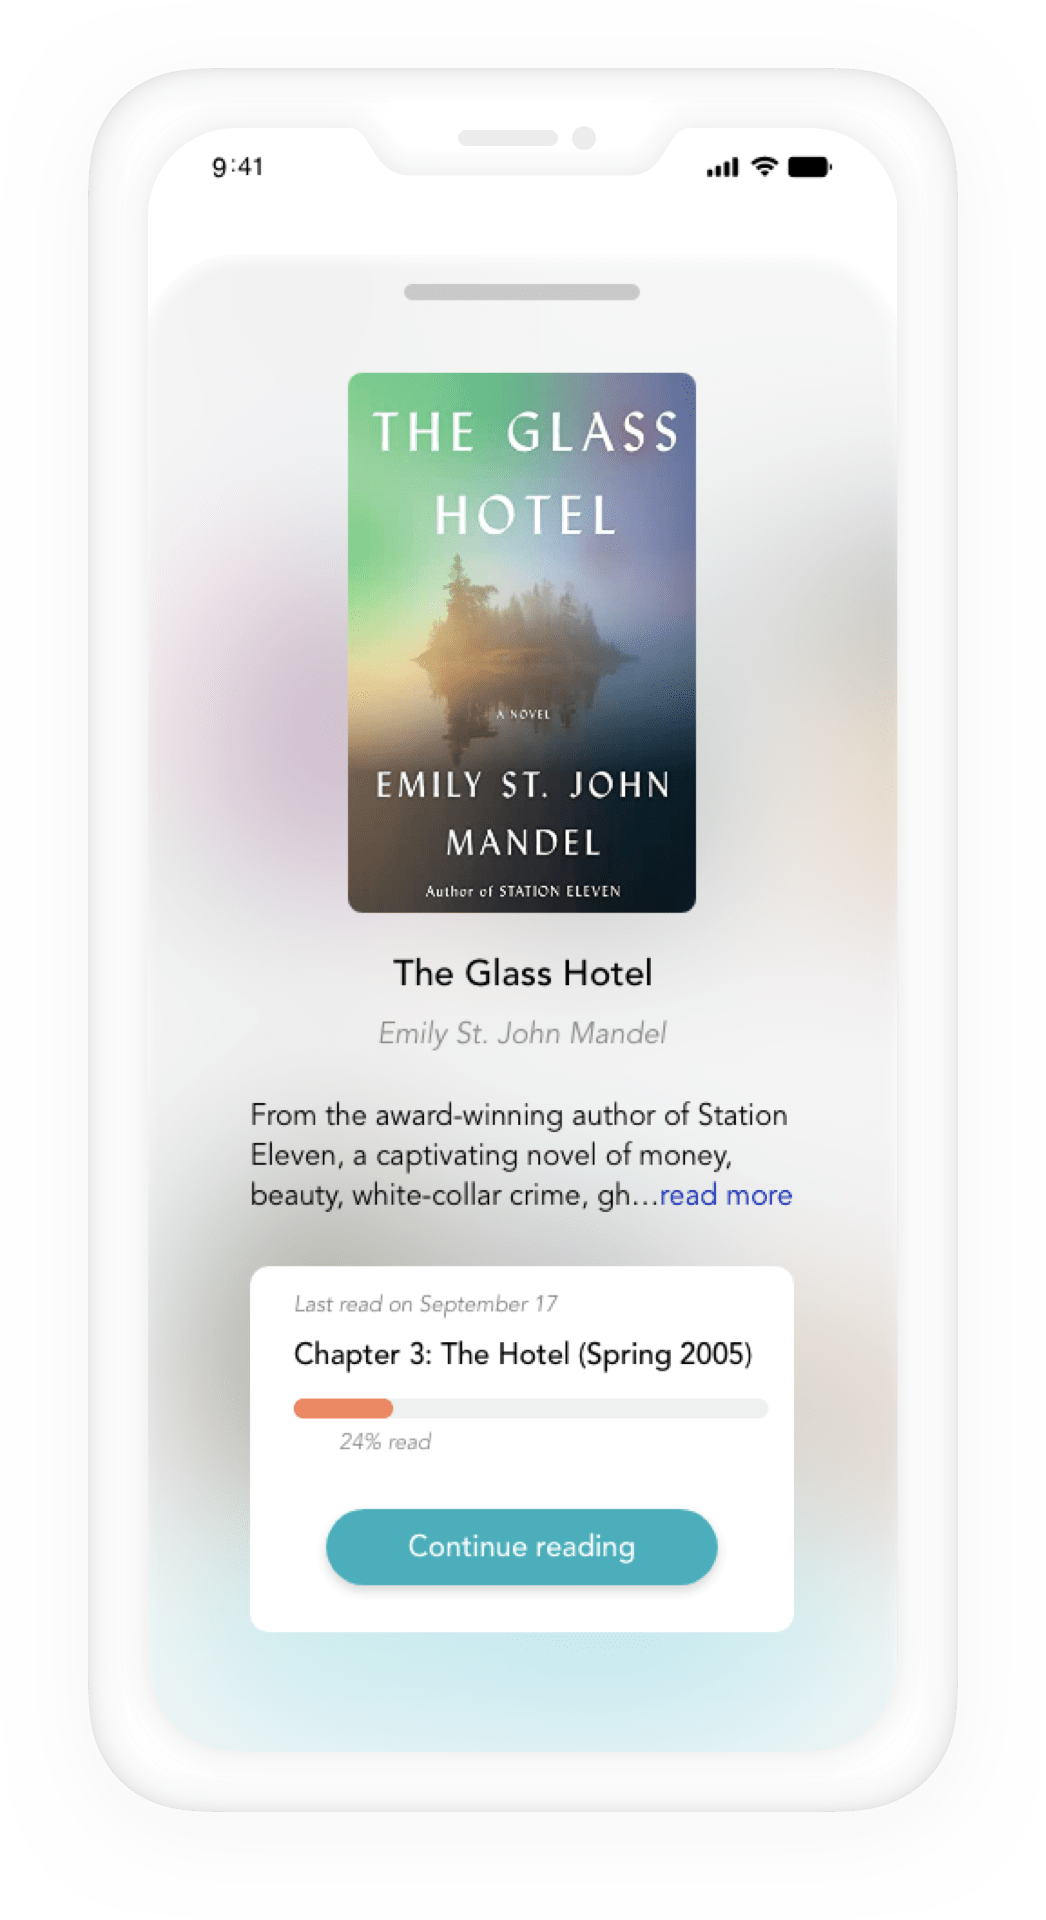 9:41
THE GLASS
HOTEL
A NOVEL
EMILY ST. JOHN
MANDEL
Author of STATION ELEVEN
The Glass Hotel
Emily St. John Mandel
From the award-winning author of Station
Eleven, a captivating novel of money,
beauty, white-collar crime, gh...read more
Last read on September 17
Chapter 3: The Hotel (Spring 2005)
24% read
Continue reading